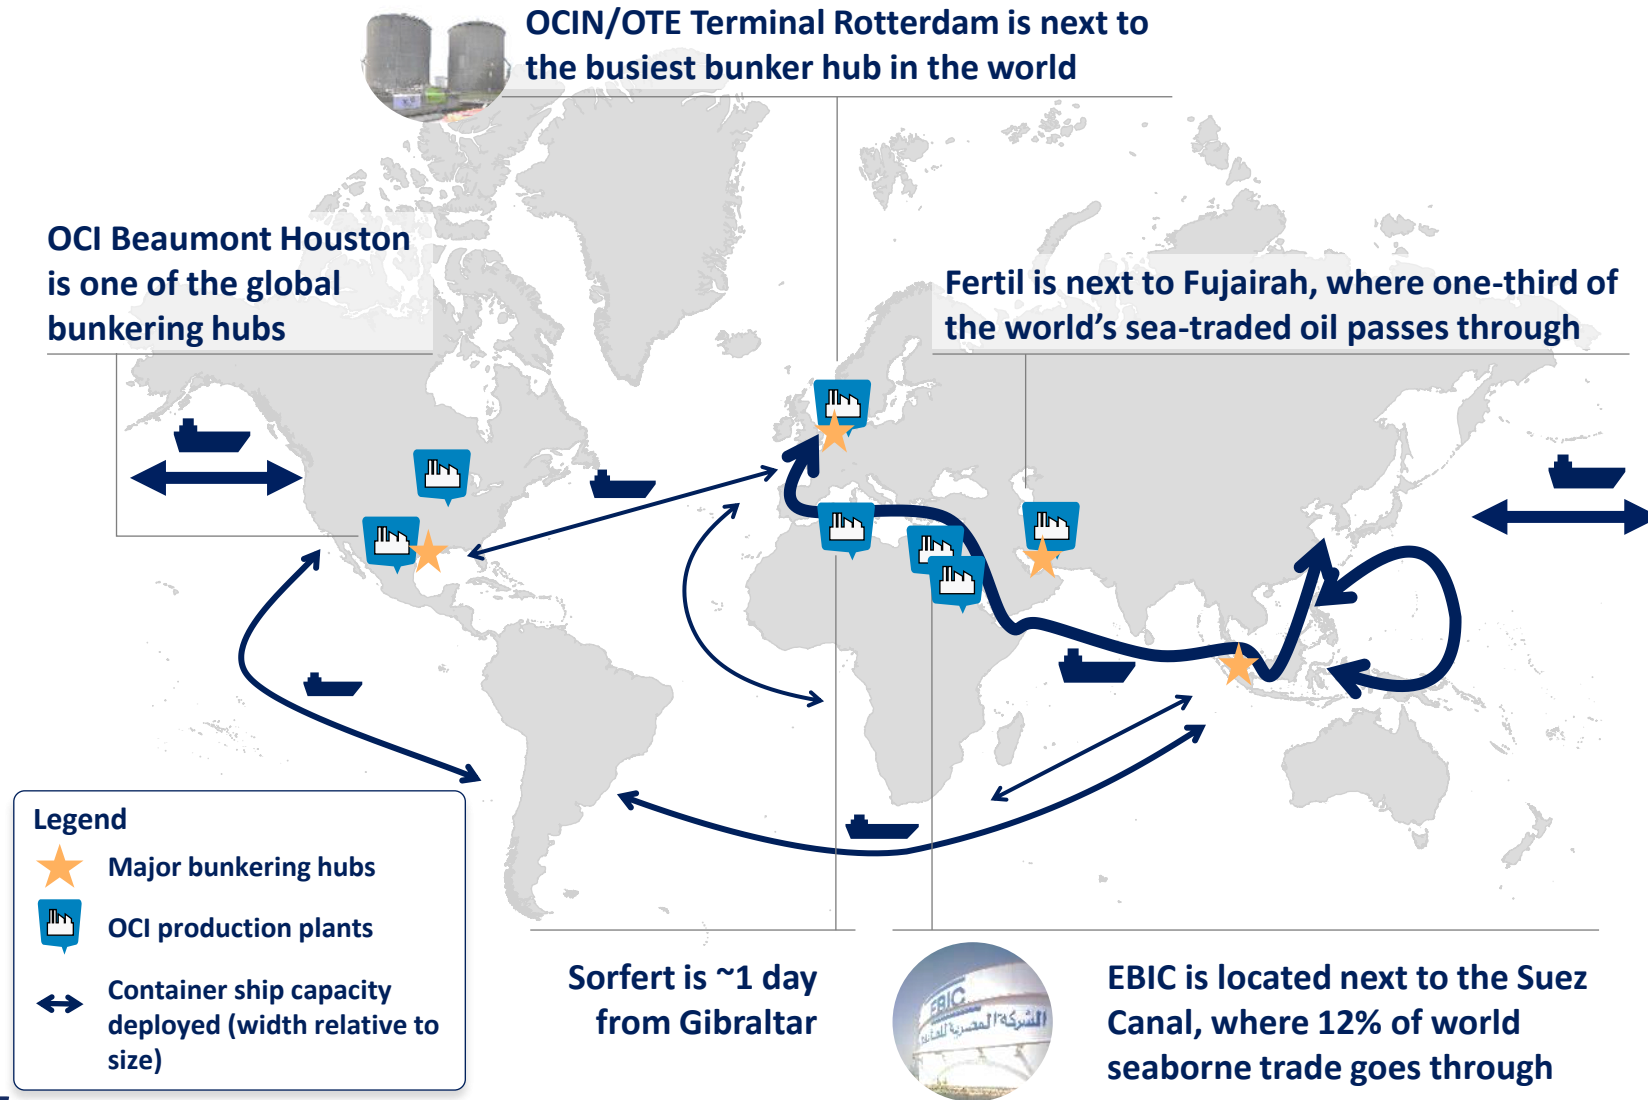 OCIN/OTE Terminal Rotterdam is next to
the busiest bunker hub in the world
OCI Beaumont Houston
is one of the global
bunkering hubs
Fertil is next to Fujairah, where one-third of
the world’s sea-traded oil passes through
Legend
Major bunkering hubs
OCI production plants
Container ship capacity
deployed (width relative to
size)
Sorfert is ~1 day
from Gibraltar
EBIC
الشركة المصرية
EBIC is located next to the Suez
Canal, where 12% of world
seaborne trade goes through